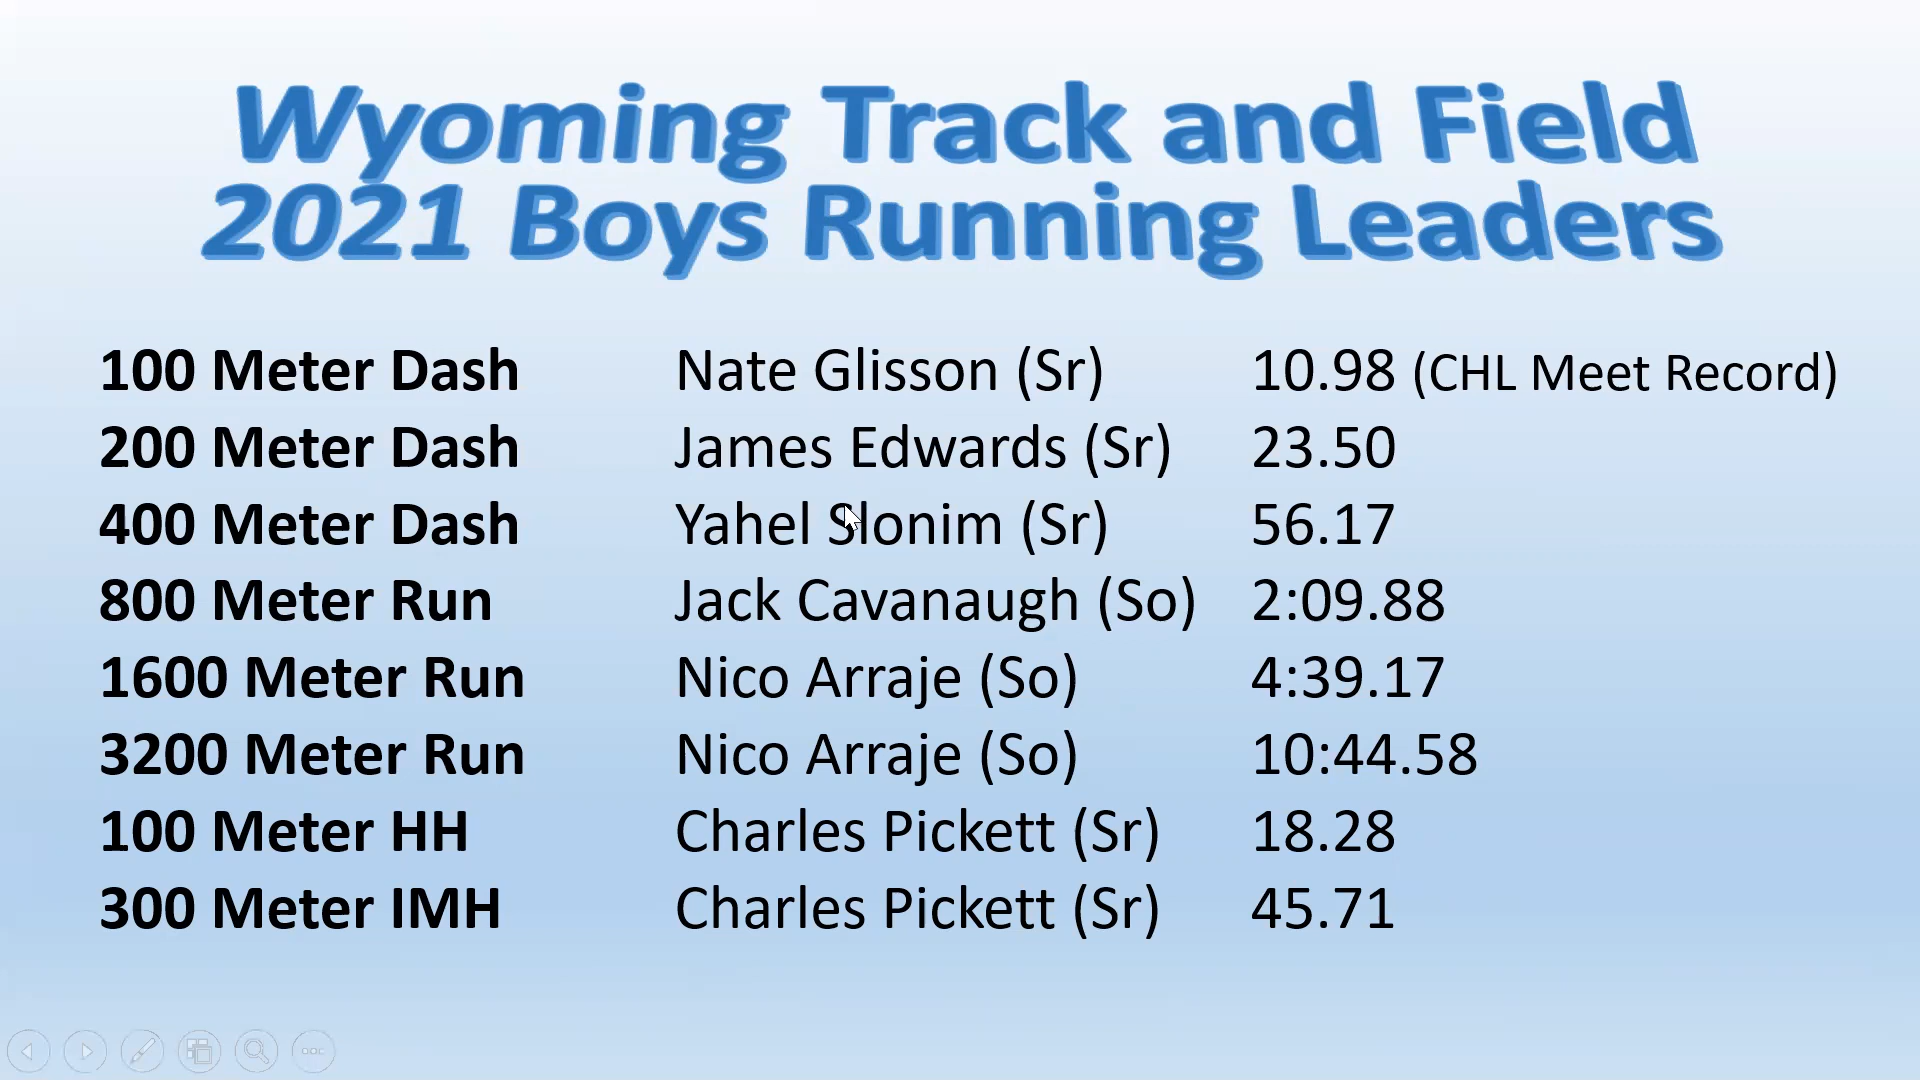 Wyoming Track and Field
2021 Boys Running Leaders
100 Meter Dash Nate Glisson (Sr) 10.98 (CHL Meet Record)
200 Meter Dash James Edwards (Sr) 23.50
400 Meter Dash Yahel Slonim (Sr) 56.17
800 Meter Run Jack Cavanaugh (So) 2:09.88
1600 Meter Run Nico Arraje (So) 4:39.17
3200 Meter Run Nico Arraje (So) 10:44.58
100 Meter HH Charles Pickett (Sr) 18.28
300 Meter IMH Charles Pickett (Sr) 45.71